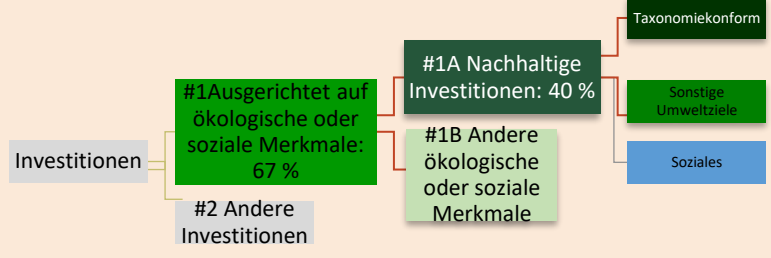 Investitionen
#1Ausgerichtet auf
ökologische oder
soziale Merkmale:
67 %
#2 Andere
Investitionen
#1A Nachhaltige
Investitionen: 40 %
#1B Andere
ökologische
oder soziale
Merkmale
Taxonomiekonform
Sonstige
Umweltziele
Soziales